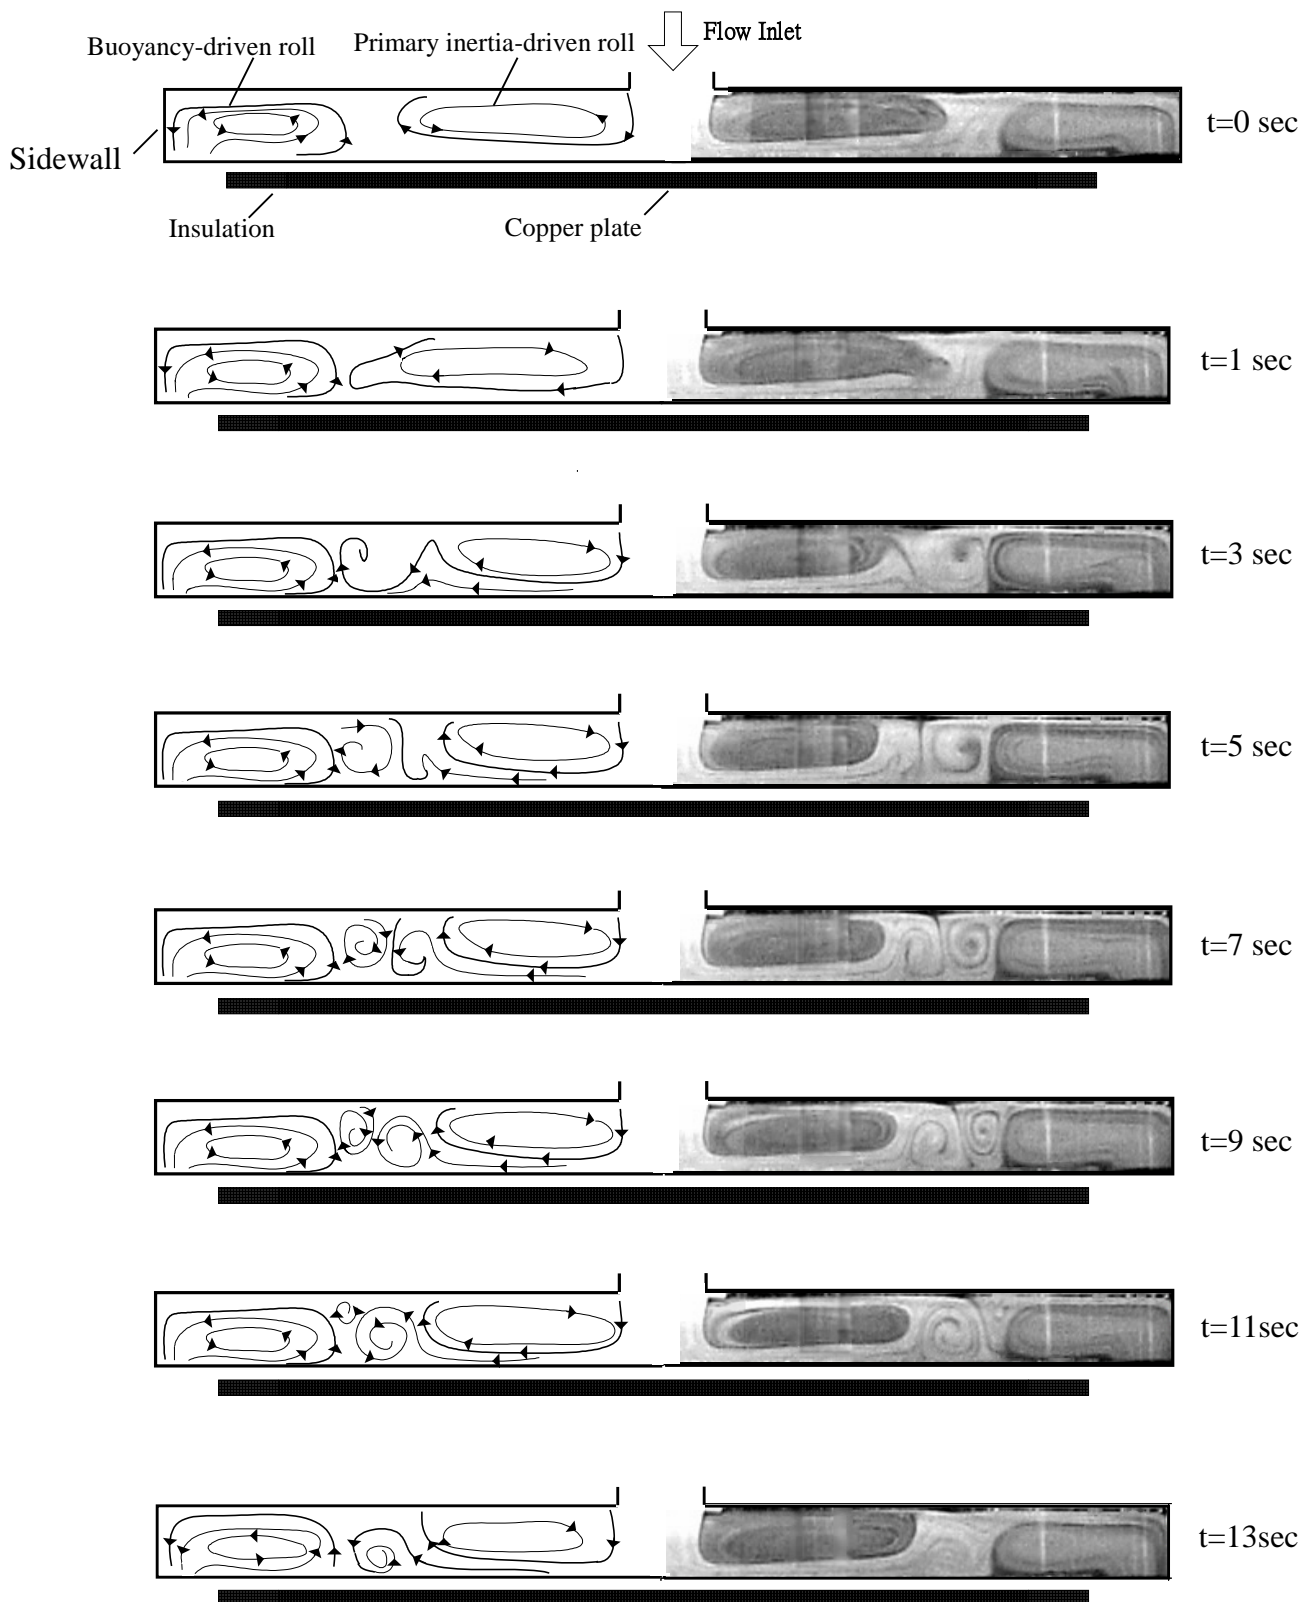 Flow Inlet
Buoyancy-driven roll
Primary inertia-driven roll
t=0 sec
Sidewall
Insulation
Copper plate
t=1 sec
t=3 sec
t=5 sec
t=7 sec
t=9 sec
t=11sec
t=13sec